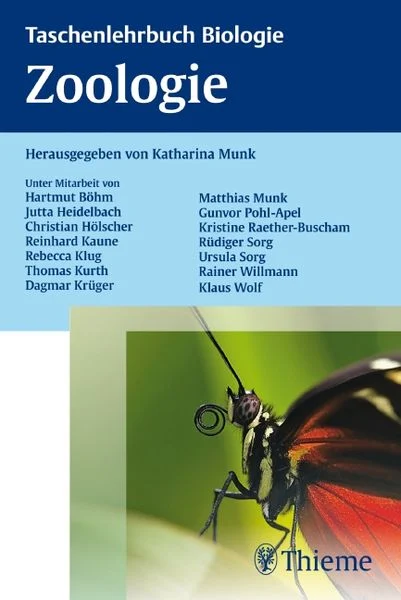 Taschenlehrbuch Biologie
Zoologie
Herausgegeben von Katharina Munk
Unter Mitarbeit von
Hartmut Böhm
Jutta Heidelbach
Christian Hölscher
Reinhard Kaune
Rebecca Klug
Thomas Kurth
Dagmar Krüger
Matthias Munk
Gunvor Pohl-Apel
Kristine Raether-Buscham
Rüdiger Sorg
Ursula Sorg
Rainer Willmann
Klaus Wolf
Thieme